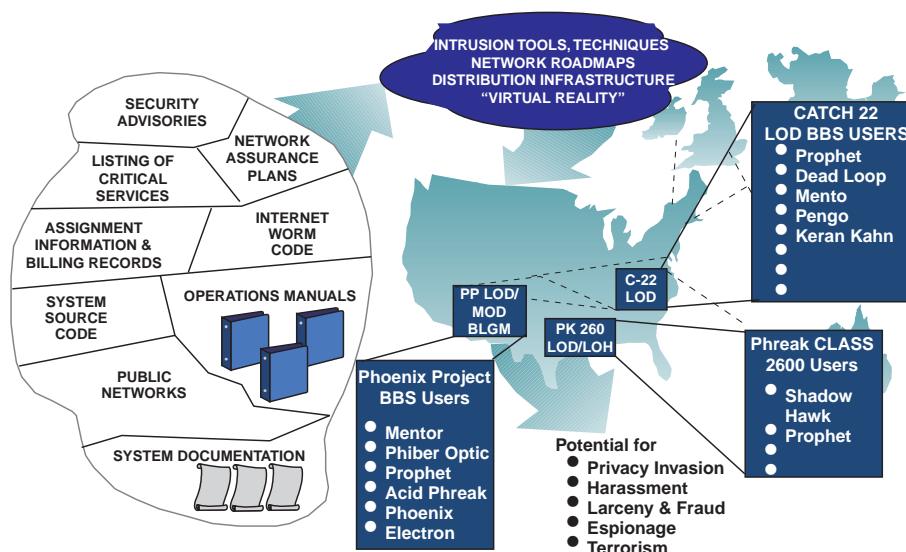 INTRUSION TOOLS, TECHNIQUES
NETWORK ROADMAPS
DISTRIBUTION INFRASTRUCTURE
“VIRTUAL REALITY”
SECURITY
ADVISORIES
NETWORK
ASSURANCE
PLANS
LISTING OF
CRITICAL
SERVICES
ASSIGNMENT
INFORMATION &
BILLING RECORDS
INTERNET
WORM
CODE
SYSTEM
SOURCE
CODE
OPERATIONS MANUALS
PUBLIC
NETWORKS
SYSTEM DOCUMENTATION
PP LOD/
MOD
BLGM
PK 260
LOD/LOH
C-22
LOD
CATCH 22
LOD BBS USERS
Prophet
Dead Loop
Mento
Pengo
Keran Kahn
Phreak CLASS
2600 Users
Shadow
Hawk
Prophet
Phoenix Project
BBS Users
Mentor
Phiber Optic
Prophet
Acid Phreak
Phoenix
Electron
Potential for
Privacy Invasion
Harassment
Larceny & Fraud
Espionage
Terrorism